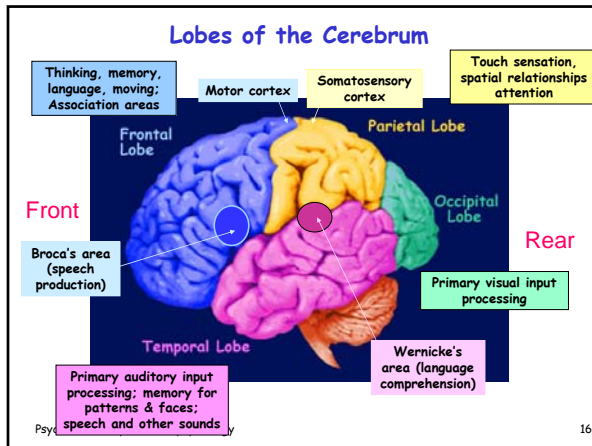 Lobes of the Cerebrum
Thinking, memory,
language, moving;
Association areas
Motor cortex
Somatosensory
cortex
Touch sensation,
spatial relationships
attention
Frontal
Lobe
Parietal Lobe
Occipital
Lobe
Front
Rear
Broca's area
(speech
production)
Primary visual input
processing
Temporal Lobe
Wernicke's
area (language
comprehension)
Primary auditory input
processing; memory for
patterns & faces;
speech and other sounds
16